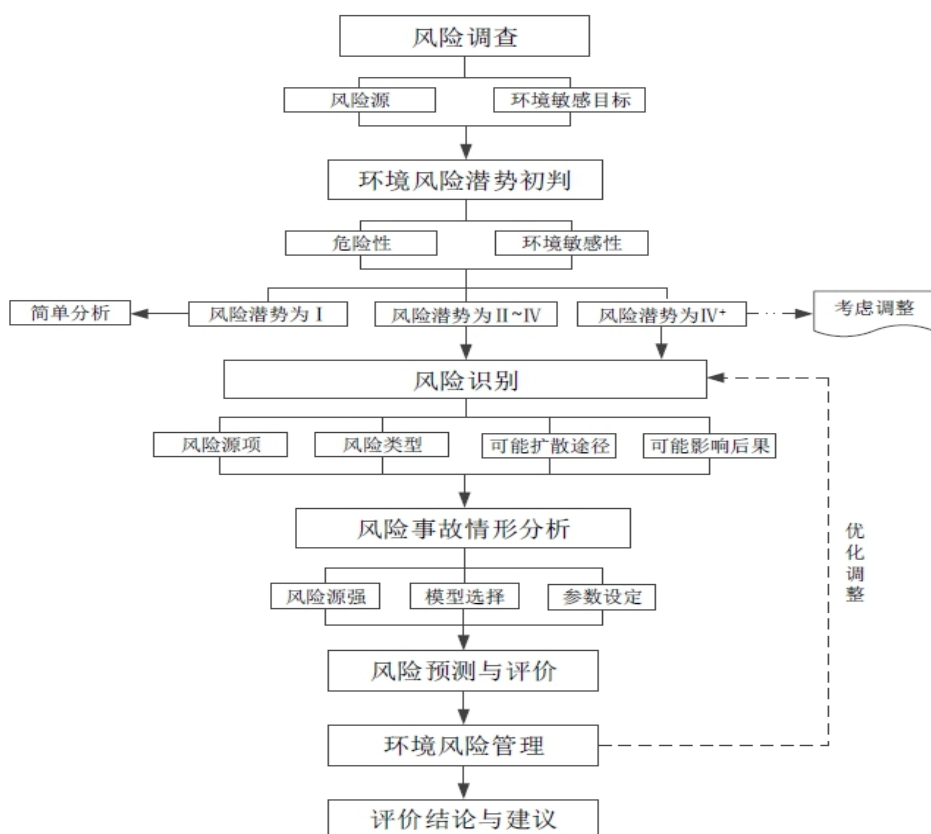 风险调查
风险源
环境敏感目标
环境风险潜势初判
危险性
环境敏感性
简单分析
风险潜势为Ⅰ
风险潜势为Ⅱ~Ⅳ
风险潜势为Ⅳ⁺
考虑调整
风险识别
风险源项
风险类型
可能扩散途径
可能影响后果
风险事故情形分析
优化调整
风险源强
模型选择
参数设定
风险预测与评价
环境风险管理
评价结论与建议